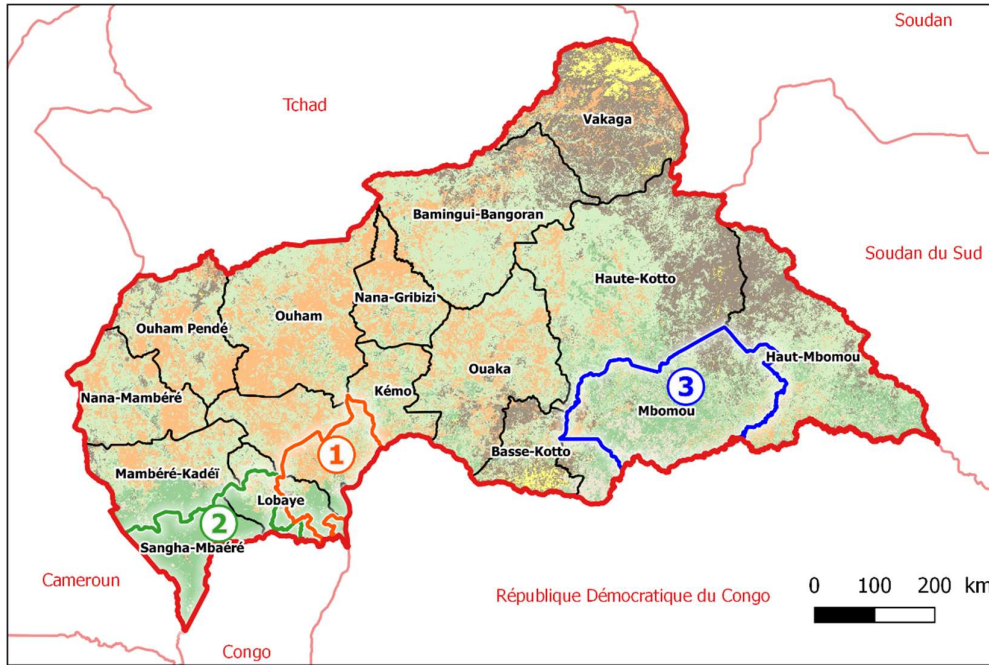 Soudan
Tchad
Vakaga
Bamingui-Bangoran
Soudan du Sud
Haute-Kotto
Nana-Gribizi
Ouham
Ouham Pendé
Haut-Mbomou
Ouaka
Kémo
3
Nana-Mambéré
Mbomou
Basse-Kotto
1
Mambéré-Kadéï
Lobaye
2
Sangha-Mbaéré
Cameroun
0 100 200 km
République Démocratique du Congo
Congo